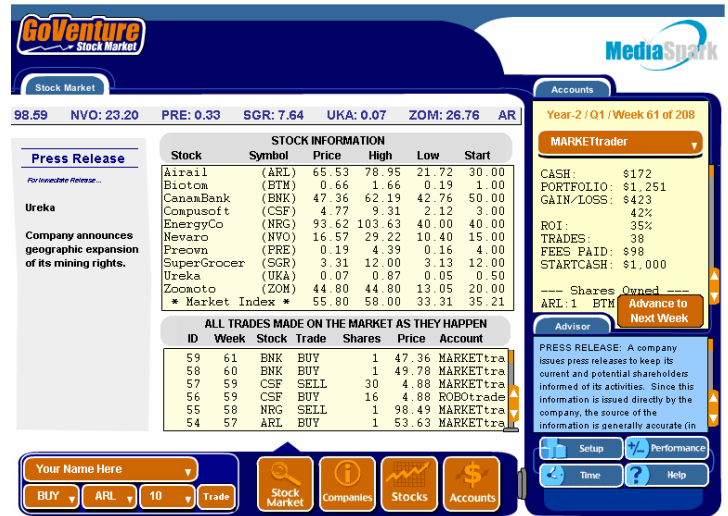 GoVenture
Stock Market
MediaSpark
Stock Market
Accounts
98.59 NVO: 23.20 PRE: 0.33 SGR: 7.64 UKA: 0.07 ZOM: 26.76 AR
Year-2 / Q1 / Week 61 of 208
MARKETtrader
Press Release
For Immediate Release...
Ureka
Company announces
geographic expansion
of its mining rights.
STOCK INFORMATION
Stock Symbol Price High Low Start
Airail (ARL) 65.53 78.95 21.72 30.00
Biotom (BTM) 0.66 1.66 0.19 1.00
CanamBank (BNK) 47.36 62.19 42.76 50.00
Compusoft (CSF) 4.77 9.31 2.12 3.00
EnergyCo (NRG) 93.62 103.63 40.00 40.00
Nevaro (NVO) 16.57 29.22 10.40 15.00
Preovn (PRE) 0.19 4.39 0.16 4.00
SuperGrocer (SGR) 3.31 12.00 3.13 12.00
Ureka (UKA) 0.07 0.87 0.05 0.50
Zoomoto (ZOM) 44.80 44.80 13.05 20.00
* Market Index * 55.80 58.00 33.31 35.21
CASH: $172
PORTFOLIO: $1,251
GAIN/LOSS: $423
42%
ROI: 35%
TRADES: 38
FEES PAID: $98
STARTCASH: $1,000
--- Shares Owned ---
ARL:1 BTM
Advance to
Next Week
ALL TRADES MADE ON THE MARKET AS THEY HAPPEN
ID Week Stock Trade Shares Price Account
59 61 BNK BUY 1 47.36 MARKETtra
58 60 BNK BUY 1 49.78 MARKETtra
57 59 CSF SELL 30 4.88 MARKETtra
56 59 CSF BUY 16 4.88 ROBOtrade
55 58 NRG SELL 1 98.49 MARKETtra
54 57 ARL BUY 1 53.63 MARKETtra
Advisor
PRESS RELEASE: A company
issues press releases to keep its
current and potential shareholders
informed of its activities. Since this
information is issued directly by the
company, the source of the
information is generally accurate (in
Setup
+/- Performance
Time
? Help
Your Name Here
BUY ARL 10 Trade
Stock
Market
Companies
Stocks
Accounts